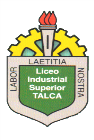 LAETITIA
LABOR
NOSTRA
Liceo
Industrial
Superior
TALCA